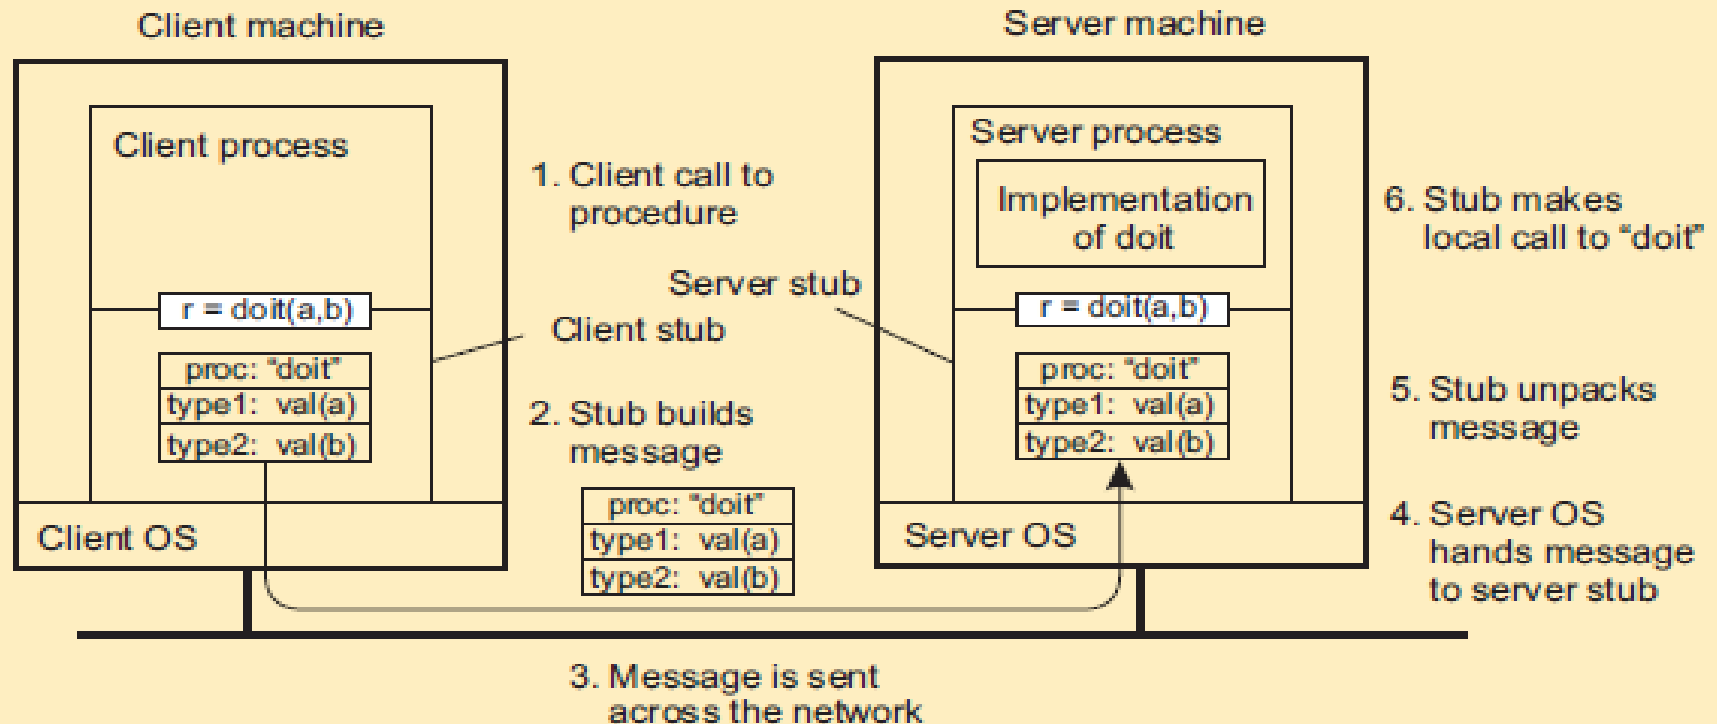 Client machine
Server machine
Client process
1. Client call to
procedure
Server process
Implementation
of doit
6. Stub makes
local call to “doit”
Server stub
r = doit(a,b)
r = doit(a,b)
Client stub
proc: “doit”
type1: val(a)
type2: val(b)
2. Stub builds
message
proc: “doit”
type1: val(a)
type2: val(b)
5. Stub unpacks
message
proc: “doit”
type1: val(a)
type2: val(b)
Client OS
Server OS
4. Server OS
hands message
to server stub
3. Message is sent
across the network